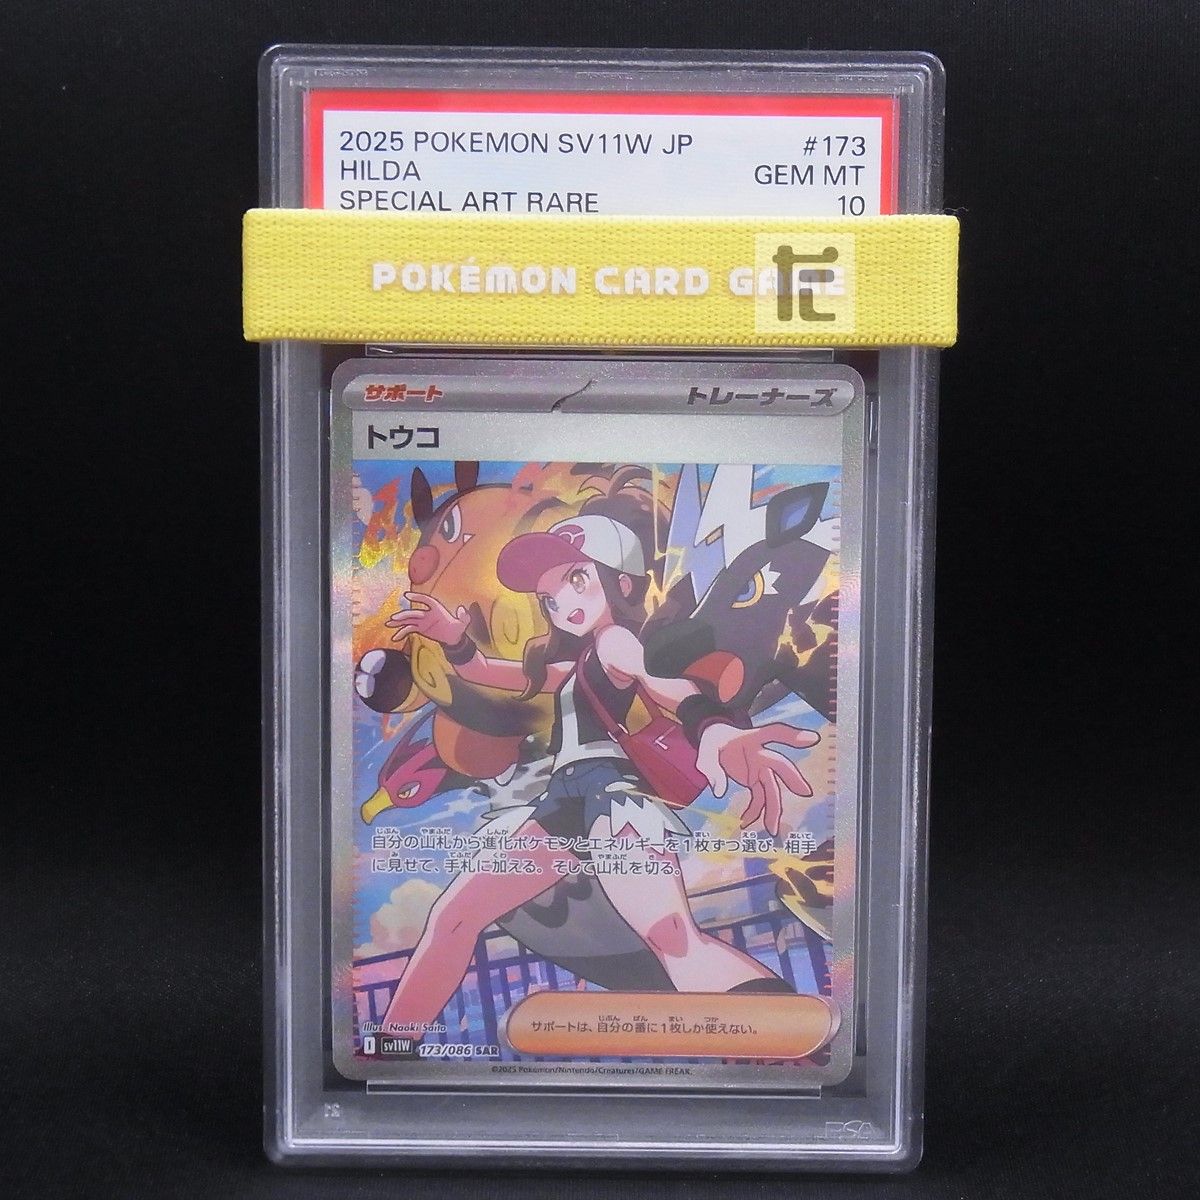 2025 POKEMON SV11W JP #173
HILDA GEM MT
SPECIAL ART RARE 10
POKÉMON CARD GAME
た
サポート トレーナーズ
トウコ
自分の山札から進化ポケモンとエネルギーを1枚ずつ選び、相手
に見せて、手札に加える。そして山札を切る。
サポートは、自分の番に1枚しか使えない。
Illus. Naoki Saito
I sv11W 173/086 SAR
©2025 Pokémon/Nintendo/Creatures/GAME FREAK.
PSA